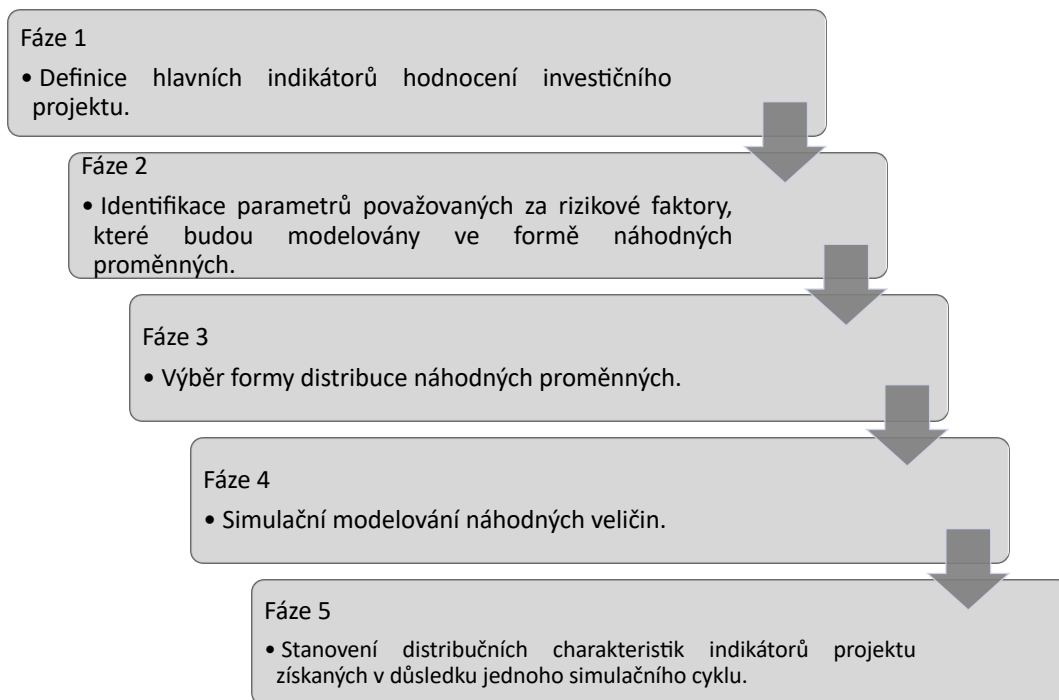 Fáze 1
• Definice hlavních indikátorů hodnocení investičního
projektu.
Fáze 2
• Identifikace parametrů považovaných za rizikové faktory,
které budou modelovány ve formě náhodných
proměnných.
Fáze 3
• Výběr formy distribuce náhodných proměnných.
Fáze 4
• Simulační modelování náhodných veličin.
Fáze 5
• Stanovení distribučních charakteristik indikátorů projektu
získaných v důsledku jednoho simulačního cyklu.